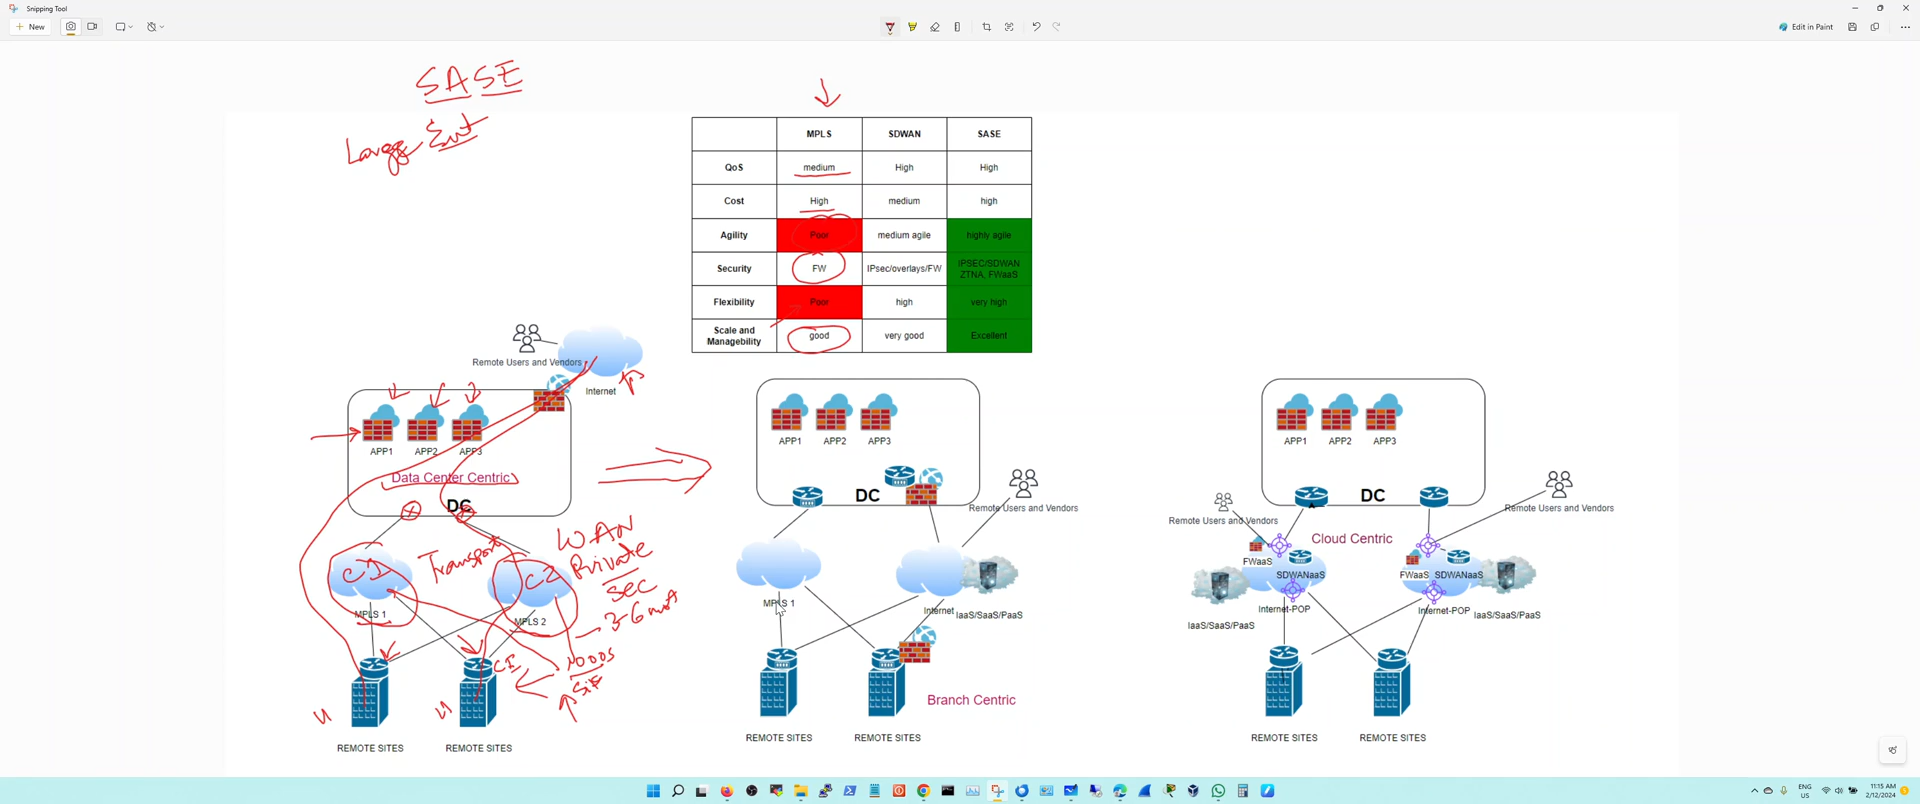 Snipping Tool
New
Edit in Paint
SASE
Large Ent
MPLS SDWAN SASE
QoS medium High High
Cost High medium high
Agility Poor medium agile highly agile
Security FW IPsec/overlays/FW IPSEC/SDWAN ZTNA, FWaaS
Flexibility Poor high very high
Scale and Managebility good very good Excellent
Remote Users and Vendors
Internet
APP1 APP2 APP3
Data Center Centric
DC
WAN
Private
Sec
3-6 mot
Transport
C1
C2
MPLS 1
MPLS 2
CI
1000s
Site
U
U
REMOTE SITES
REMOTE SITES
APP1 APP2 APP3
DC
Remote Users and Vendors
MPLS 1
Internet
IaaS/SaaS/PaaS
Branch Centric
REMOTE SITES
REMOTE SITES
APP1 APP2 APP3
DC
Remote Users and Vendors
Remote Users and Vendors
Cloud Centric
FWaaS
SDWANaaS
FWaaS
SDWANaaS
Internet-POP
Internet-POP
IaaS/SaaS/PaaS
IaaS/SaaS/PaaS
REMOTE SITES
REMOTE SITES
ENG
US
11:15 AM
2/12/2024